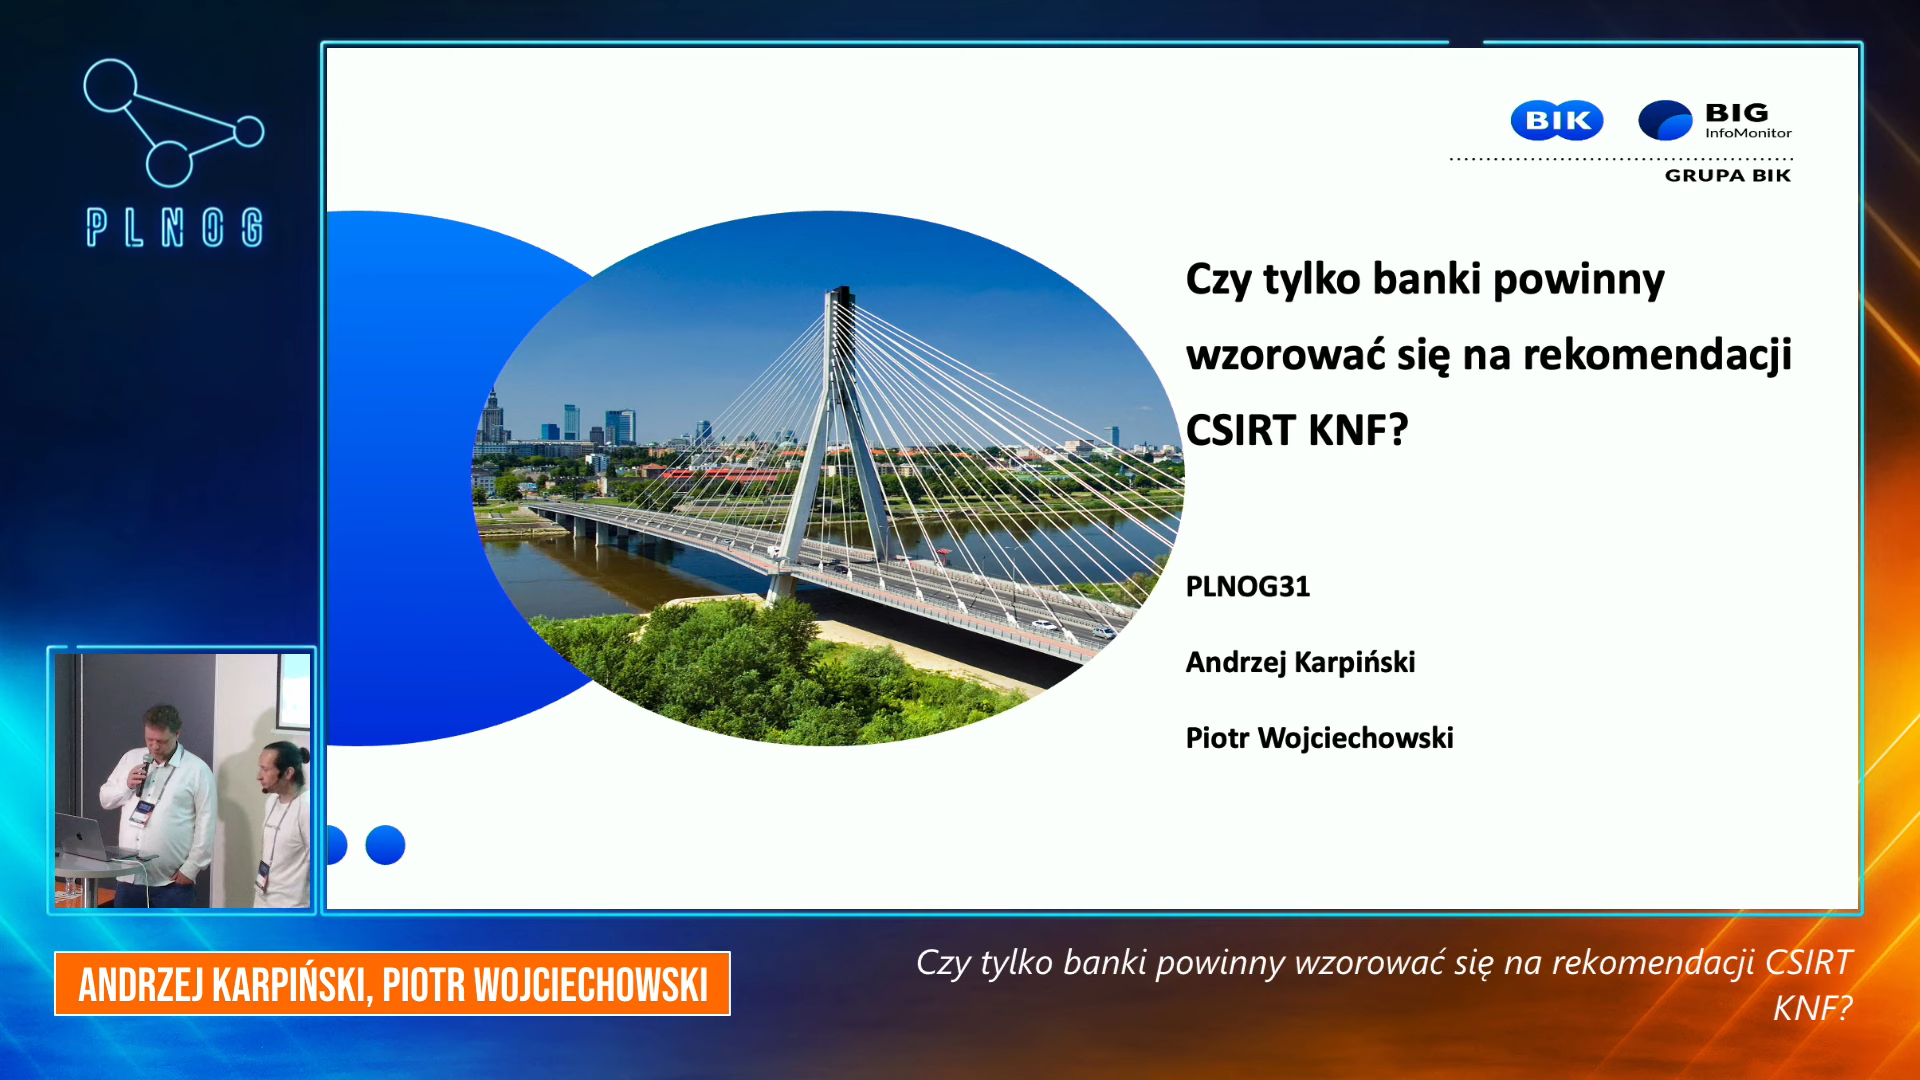 PLNOG
BIK
BIG
InfoMonitor
GRUPA BIK
Czy tylko banki powinny
wzorować się na rekomendacji
CSIRT KNF?
PLNOG31
Andrzej Karpiński
Piotr Wojciechowski
ANDRZEJ KARPIŃSKI, PIOTR WOJCIECHOWSKI
Czy tylko banki powinny wzorować się na rekomendacji CSIRT
KNF?